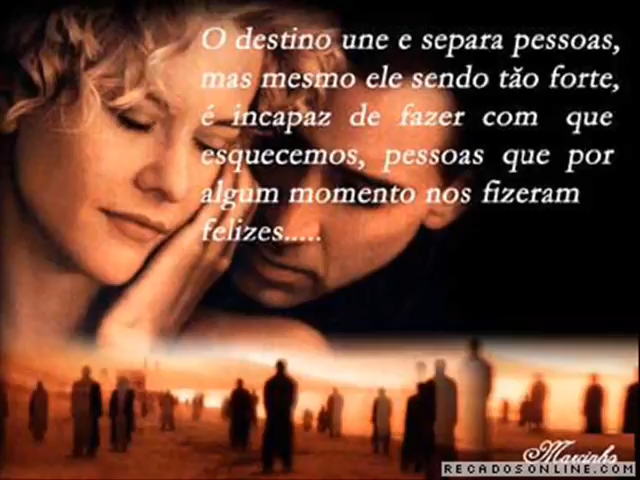 O destino une e separa pessoas,
mas mesmo ele sendo tão forte,
é incapaz de fazer com que
esquecemos, pessoas que por
algum momento nos fizeram
felizes.....
Marcinha
RECADOSONLINE.COM